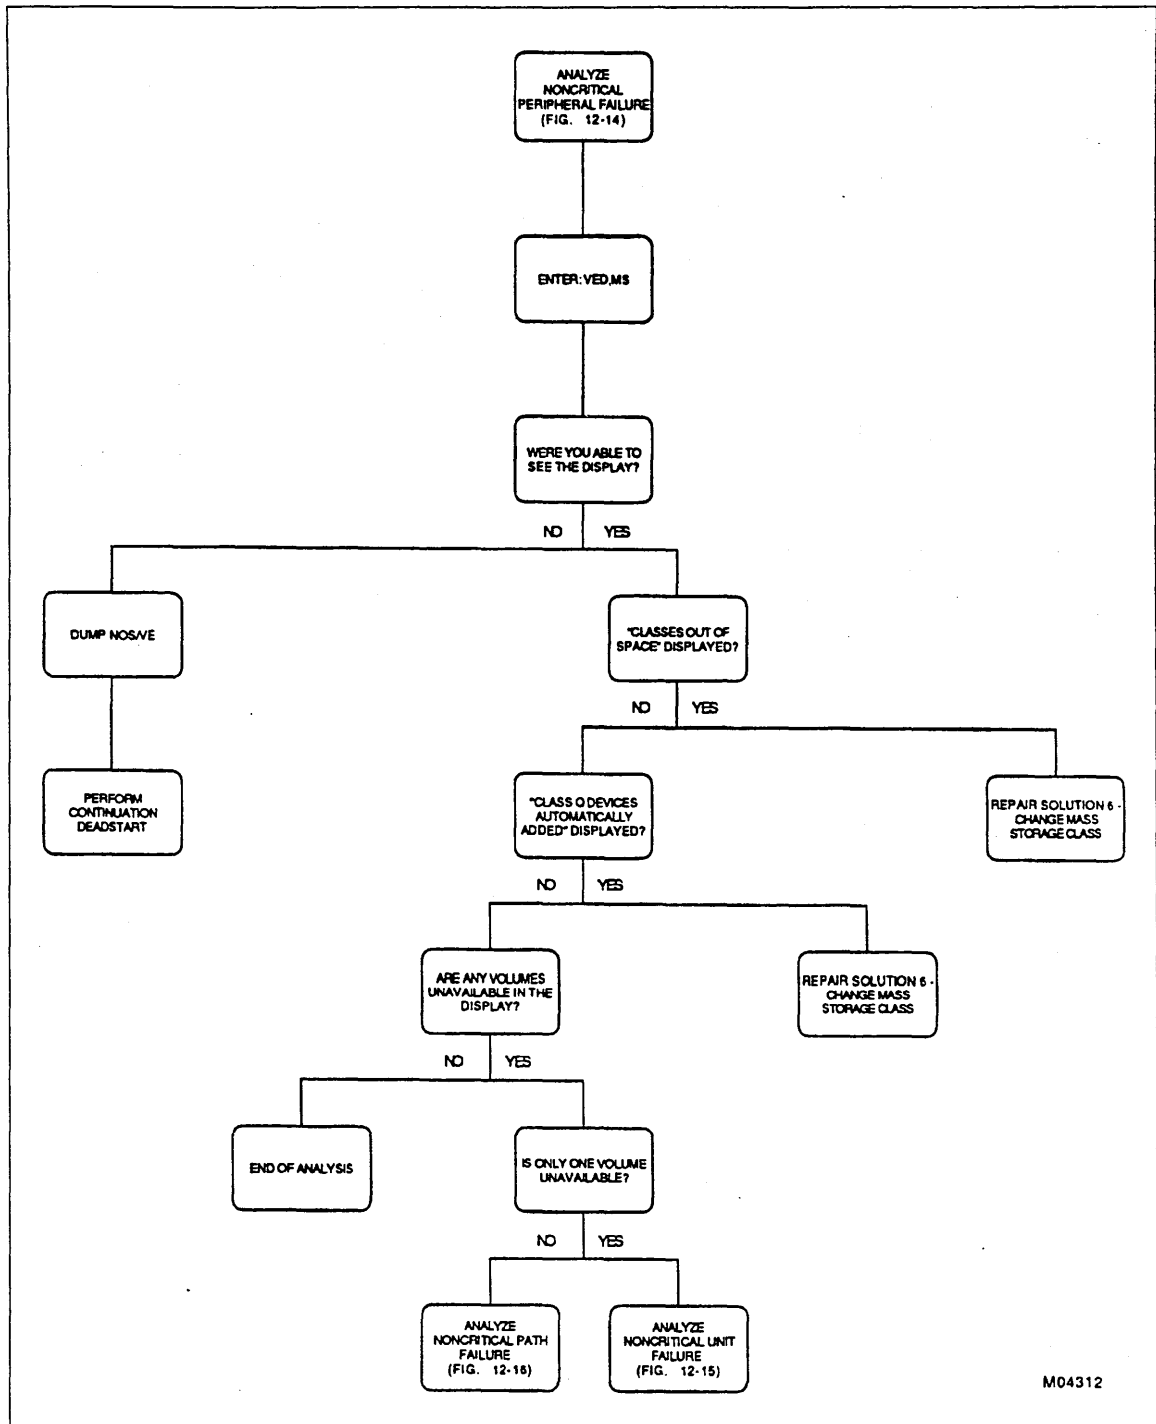 ANALYZE
NONCRITICAL
PERIPHERAL FAILURE
(FIG. 12-14)
ENTER: VED,MS
WERE YOU ABLE TO
SEE THE DISPLAY?
NO YES
DUMP NOS/VE
"CLASSES OUT OF
SPACE" DISPLAYED?
NO YES
PERFORM
CONTINUATION
DEADSTART
"CLASS Q DEVICES
AUTOMATICALLY
ADDED" DISPLAYED?
REPAIR SOLUTION 6 -
CHANGE MASS
STORAGE CLASS
NO YES
ARE ANY VOLUMES
UNAVAILABLE IN THE
DISPLAY?
REPAIR SOLUTION 6 -
CHANGE MASS
STORAGE CLASS
NO YES
END OF ANALYSIS
IS ONLY ONE VOLUME
UNAVAILABLE?
NO YES
ANALYZE
NONCRITICAL PATH
FAILURE
(FIG. 12-16)
ANALYZE
NONCRITICAL UNIT
FAILURE
(FIG. 12-15)
M04312